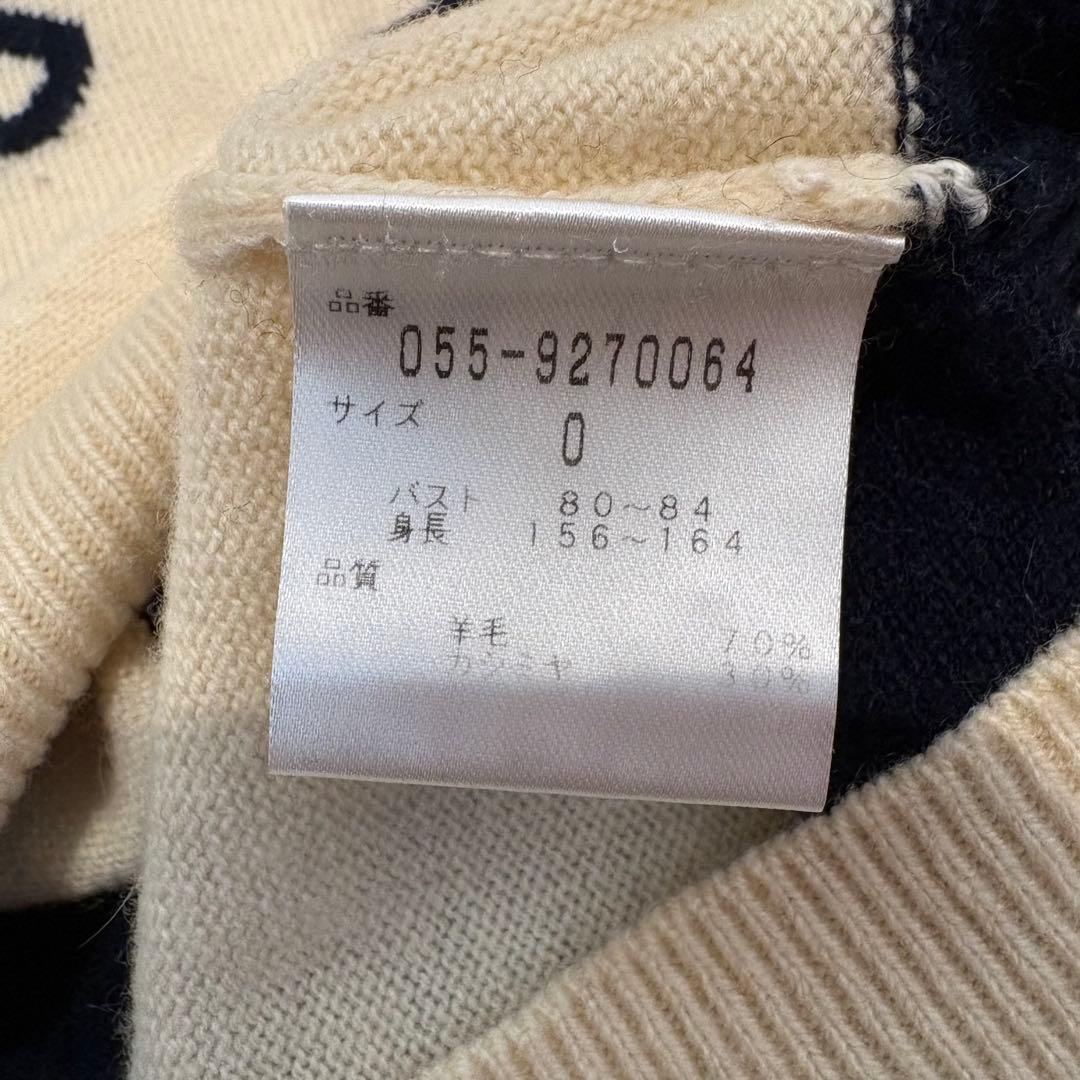 品番
055-9270064
サイズ
0
バスト 80~84
身長 156~164
品質
羊毛 70%
カシミヤ 30%